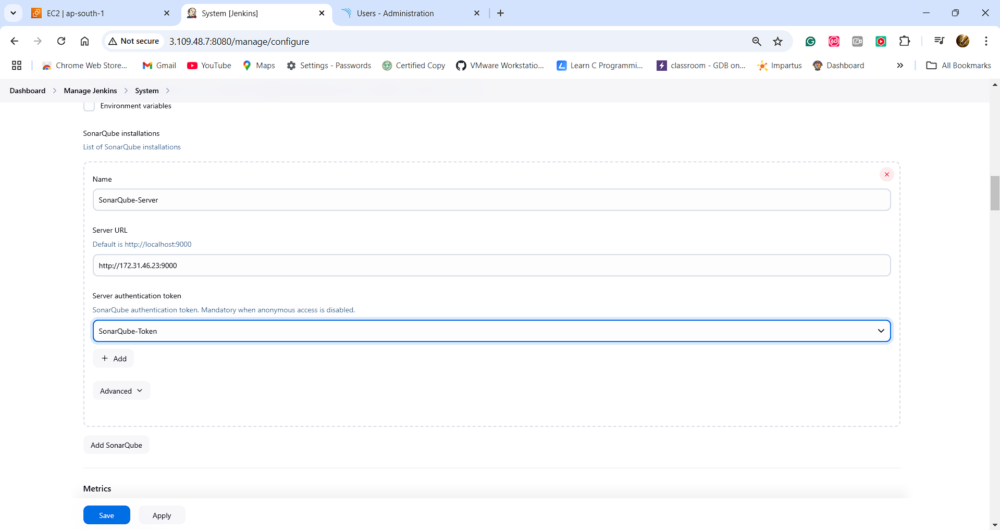 EC2 | ap-south-1
System [Jenkins]
Users - Administration
Not secure
3.109.48.7:8080/manage/configure
Chrome Web Store...
Gmail
YouTube
Maps
Settings - Passwords
Certified Copy
VMware Workstatio...
Learn C Programmi...
classroom - GDB on...
Impartus
Dashboard
All Bookmarks
Dashboard
Manage Jenkins
System
Environment variables
SonarQube installations
List of SonarQube installations
Name
SonarQube-Server
Server URL
Default is http://localhost:9000
http://172.31.46.23:9000
Server authentication token
SonarQube authentication token. Mandatory when anonymous access is disabled.
SonarQube-Token
Add
Advanced
Add SonarQube
Metrics
Save
Apply